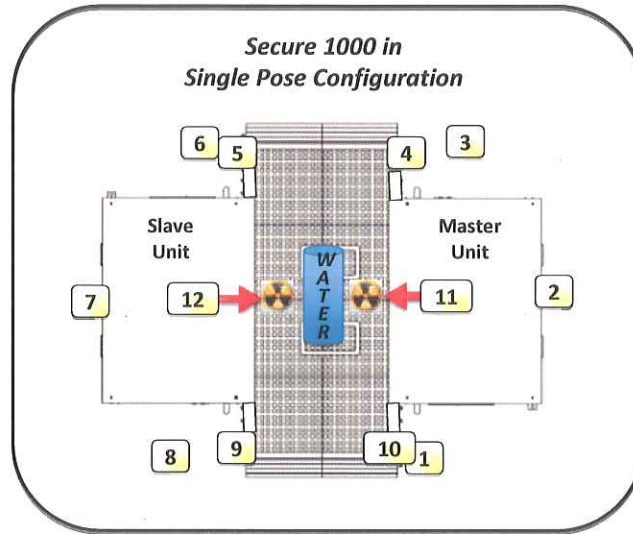 Secure 1000 in
Single Pose Configuration
6
5
4
3
Slave
Unit
Master
Unit
WATER
7
12
11
2
8
9
10
1